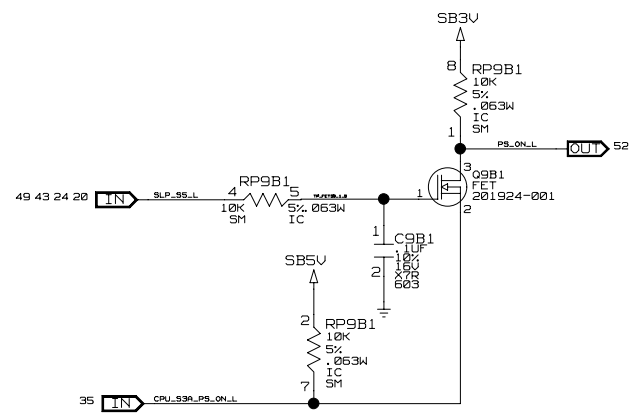 SB3V
8
RP9B1
10K
5%
.063W
IC
SM
1
PS_ON_L
OUT
52
3
Q9B1
FET
201924-001
1
2
49 43 24 20
IN
SLP_S5_L
4
RP9B1
5
10K
5%
.063W
SM
IC
1
C9B1
.1UF
10%
16V
X7R
603
2
SB5V
2
RP9B1
10K
5%
.063W
IC
SM
7
35
IN
CPU_S3A_PS_ON_L